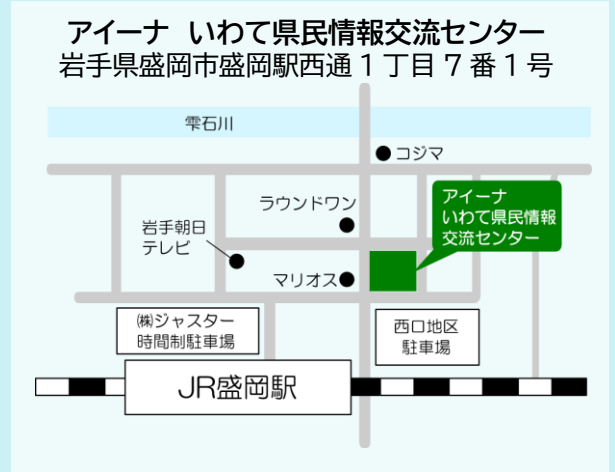 アイーナ いわて県民情報交流センター
岩手県盛岡市盛岡駅西通１丁目７番１号
雫石川
コジマ
ラウンドワン
アイーナ
いわて県民情報
交流センター
岩手朝日
テレビ
マリオス
㈱ジャスター
時間制駐車場
西口地区
駐車場
JR盛岡駅